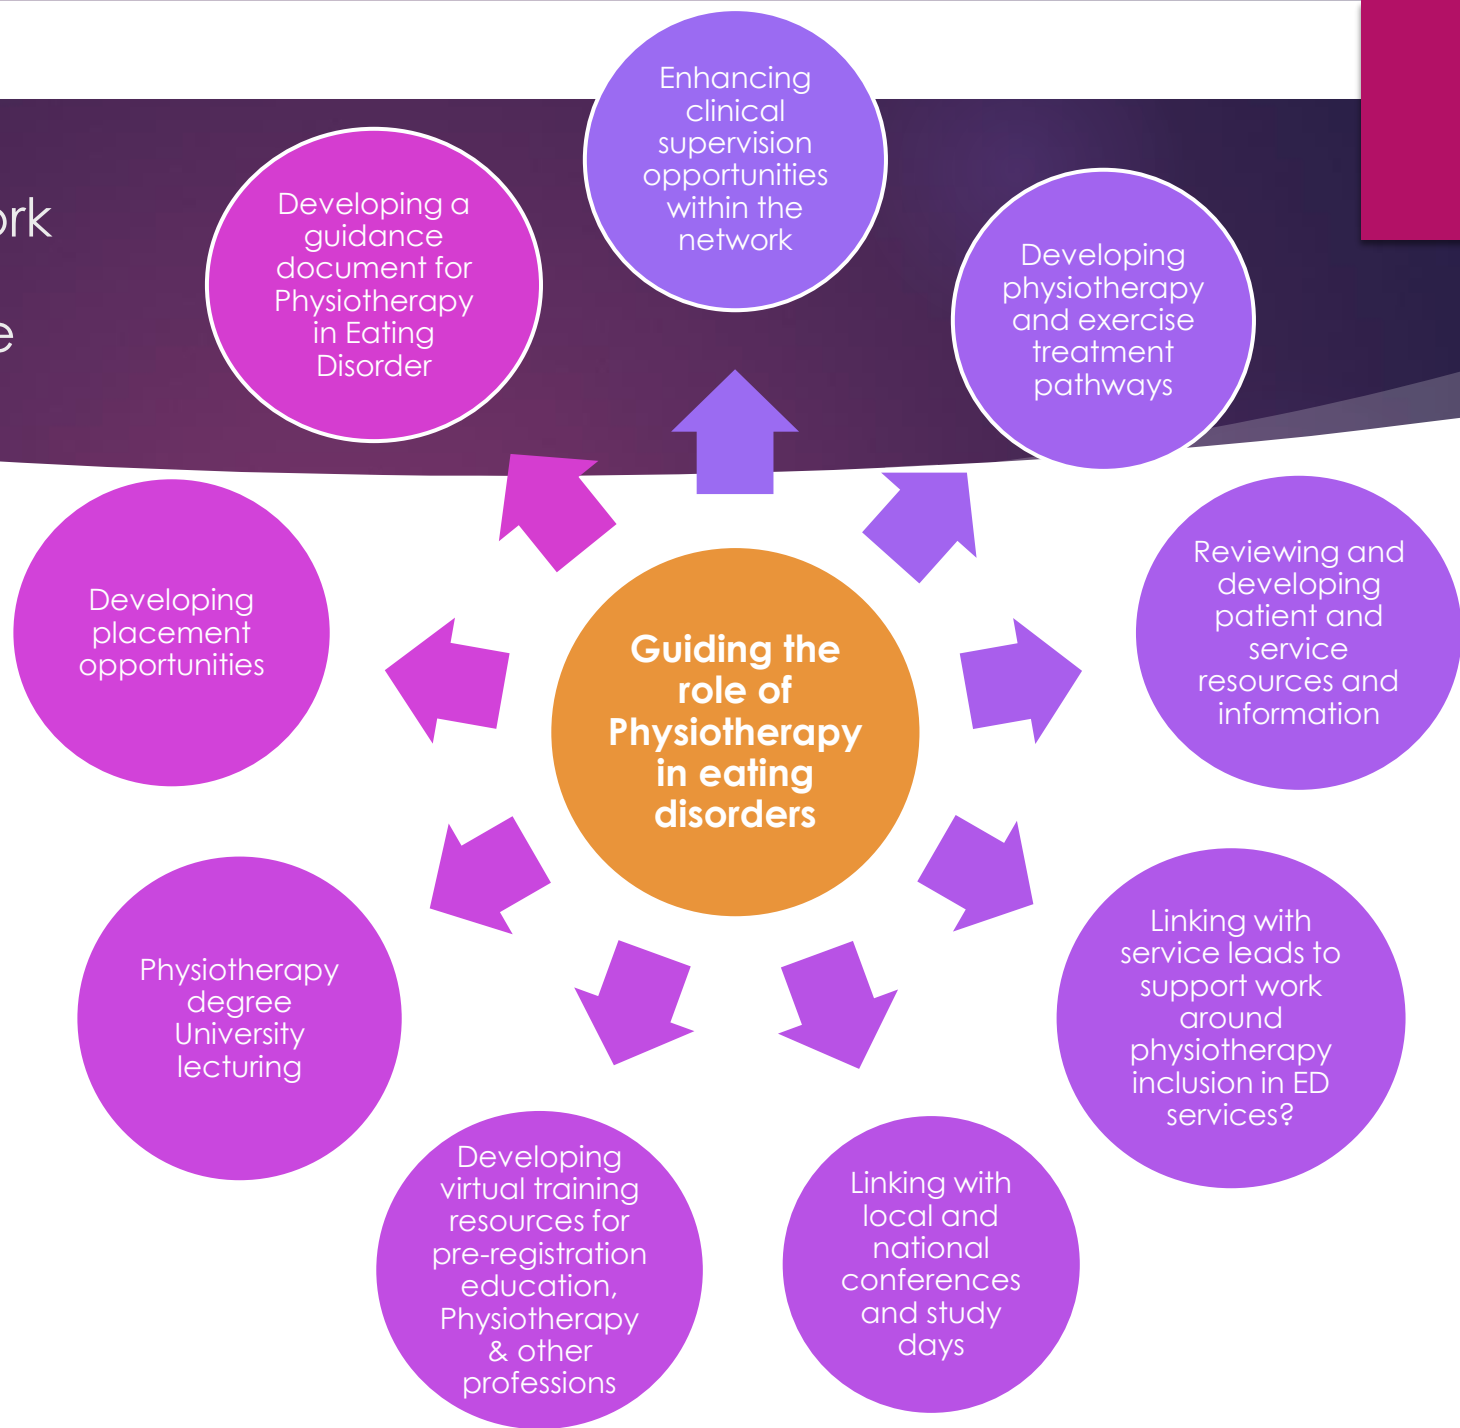 Enhancing
clinical
supervision
opportunities
within the
network
Developing a
guidance
document for
Physiotherapy
in Eating
Disorder
Developing
physiotherapy
and exercise
treatment
pathways
Reviewing and
developing
patient and
service
resources and
information
Developing
placement
opportunities
Guiding the
role of
Physiotherapy
in eating
disorders
Linking with
service leads to
support work
around
physiotherapy
inclusion in ED
services?
Physiotherapy
degree
University
lecturing
Developing
virtual training
resources for
pre-registration
education,
Physiotherapy
& other
professions
Linking with
local and
national
conferences
and study
days